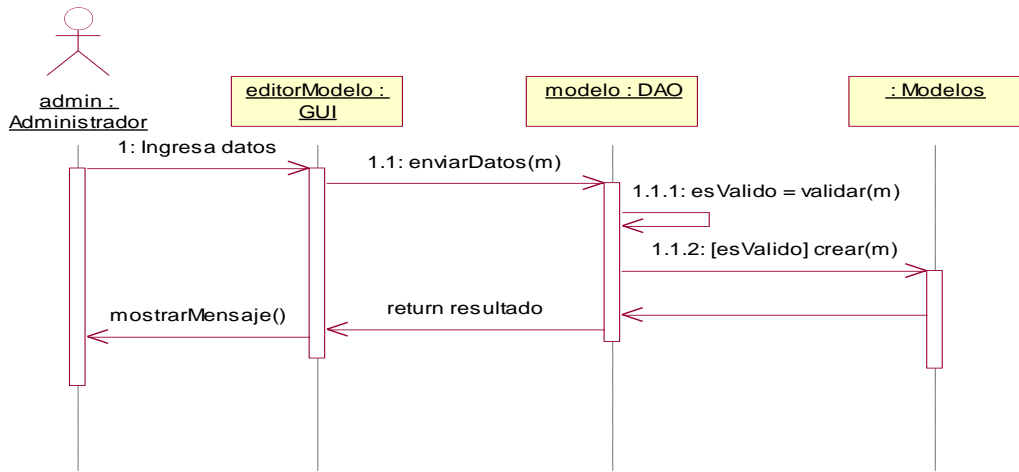 admin :
Administrador
editorModelo :
GUI
modelo : DAO
: Modelos
1: Ingresa datos
1.1: enviarDatos(m)
1.1.1: esValido = validar(m)
1.1.2: [esValido] crear(m)
return resultado
mostrarMensaje()